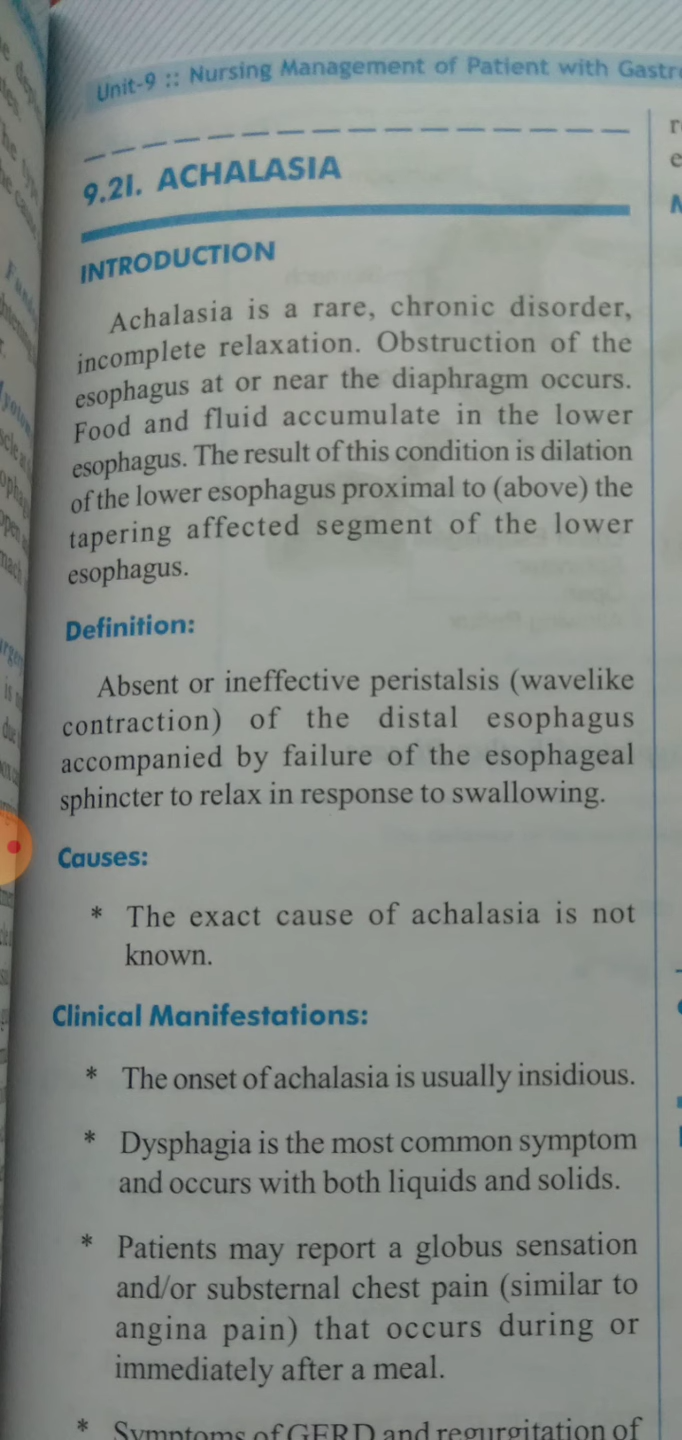 Unit-9 :: Nursing Management of Patient with Gastr
9.21. ACHALASIA
INTRODUCTION
Achalasia is a rare, chronic disorder,
incomplete relaxation. Obstruction of the
esophagus at or near the diaphragm occurs.
Food and fluid accumulate in the lower
esophagus. The result of this condition is dilation
of the lower esophagus proximal to (above) the
tapering affected segment of the lower
esophagus.
Definition:
Absent or ineffective peristalsis (wavelike
contraction) of the distal esophagus
accompanied by failure of the esophageal
sphincter to relax in response to swallowing.
Causes:
* The exact cause of achalasia is not
known.
Clinical Manifestations:
* The onset of achalasia is usually insidious.
* Dysphagia is the most common symptom
and occurs with both liquids and solids.
* Patients may report a globus sensation
and/or substernal chest pain (similar to
angina pain) that occurs during or
immediately after a meal.
* Symptoms of GERD and regurgitation of